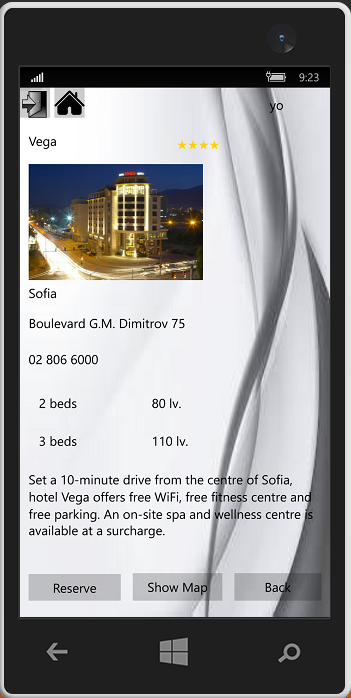 9:23
yo
Vega
Sofia
Boulevard G.M. Dimitrov 75
02 806 6000
2 beds 80 lv.
3 beds 110 lv.
Set a 10-minute drive from the centre of Sofia,
hotel Vega offers free WiFi, free fitness centre and
free parking. An on-site spa and wellness centre is
available at a surcharge.
Reserve Show Map Back